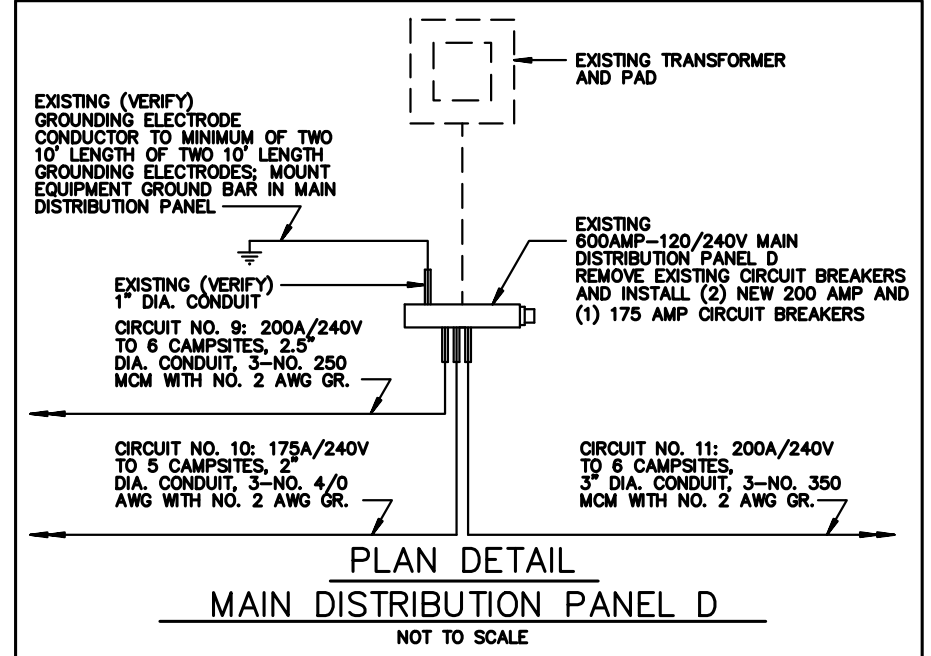 EXISTING TRANSFORMER
AND PAD
EXISTING (VERIFY)
GROUNDING ELECTRODE
CONDUCTOR TO MINIMUM OF TWO
10' LENGTH OF TWO 10' LENGTH
GROUNDING ELECTRODES; MOUNT
EQUIPMENT GROUND BAR IN MAIN
DISTRIBUTION PANEL
EXISTING
600AMP-120/240V MAIN
DISTRIBUTION PANEL D
REMOVE EXISTING CIRCUIT BREAKERS
AND INSTALL (2) NEW 200 AMP AND
(1) 175 AMP CIRCUIT BREAKERS
EXISTING (VERIFY)
1" DIA. CONDUIT
CIRCUIT NO. 9: 200A/240V
TO 6 CAMPSITES, 2.5"
DIA. CONDUIT, 3-NO. 250
MCM WITH NO. 2 AWG GR.
CIRCUIT NO. 10: 175A/240V
TO 5 CAMPSITES, 2"
DIA. CONDUIT, 3-NO. 4/0
AWG WITH NO. 2 AWG GR.
CIRCUIT NO. 11: 200A/240V
TO 6 CAMPSITES,
3" DIA. CONDUIT, 3-NO. 350
MCM WITH NO. 2 AWG GR.
PLAN DETAIL
MAIN DISTRIBUTION PANEL D
NOT TO SCALE